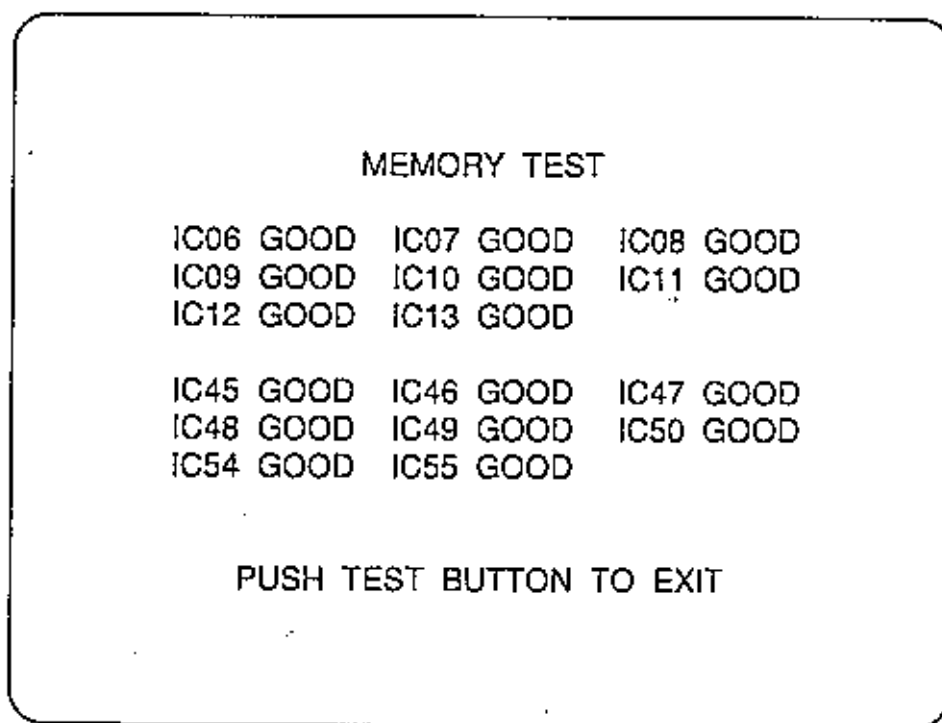 MEMORY TEST
IC06 GOOD IC07 GOOD IC08 GOOD
IC09 GOOD IC10 GOOD IC11 GOOD
IC12 GOOD IC13 GOOD
IC45 GOOD IC46 GOOD IC47 GOOD
IC48 GOOD IC49 GOOD IC50 GOOD
IC54 GOOD IC55 GOOD
PUSH TEST BUTTON TO EXIT